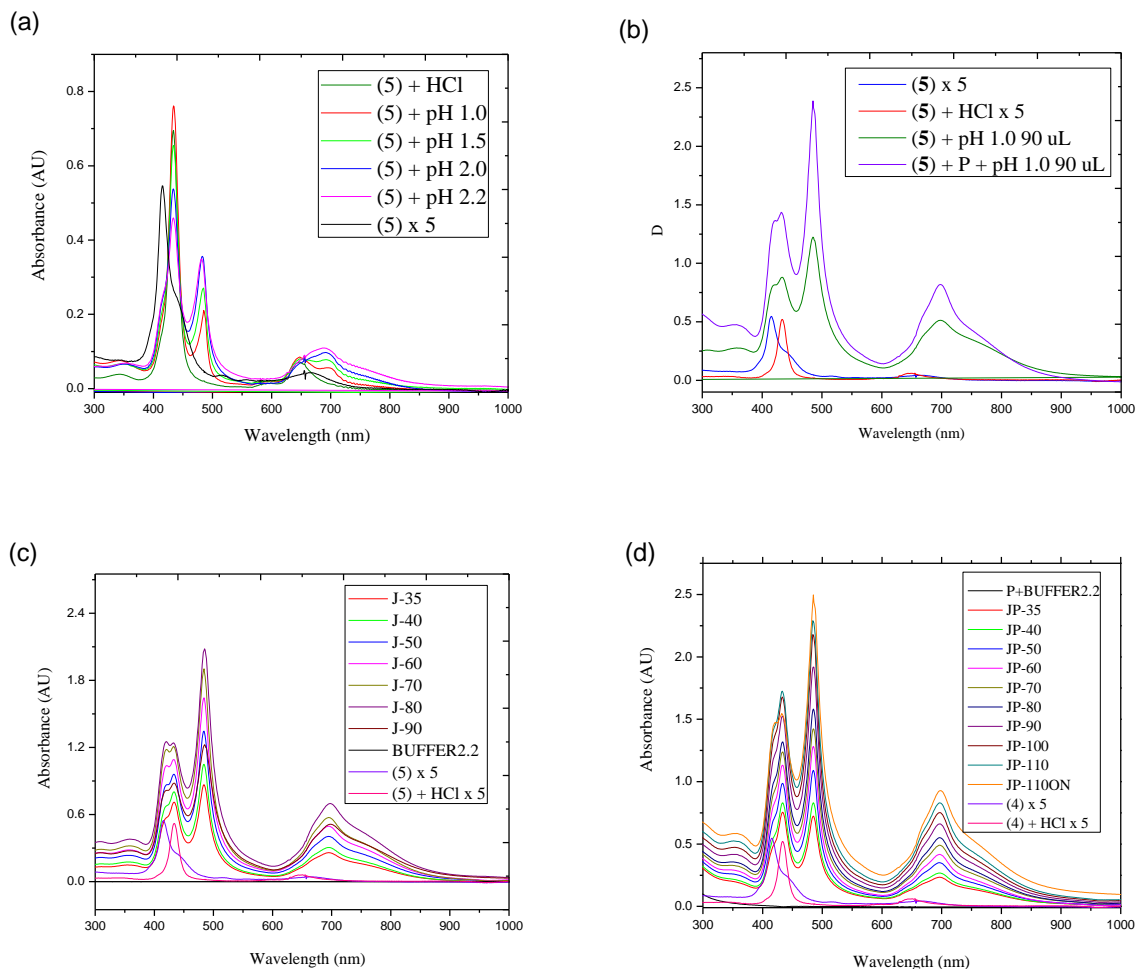 (a)
Absorbance (AU)
0.8
0.6
0.4
0.2
0.0
300 400 500 600 700 800 900 1000
Wavelength (nm)
(5) + HCl
(5) + pH 1.0
(5) + pH 1.5
(5) + pH 2.0
(5) + pH 2.2
(5) x 5
(b)
D
2.5
2.0
1.5
1.0
0.5
0.0
300 400 500 600 700 800 900 1000
Wavelength (nm)
(5) x 5
(5) + HCl x 5
(5) + pH 1.0 90 uL
(5) + P + pH 1.0 90 uL
(c)
Absorbance (AU)
2.4
1.8
1.2
0.6
0.0
300 400 500 600 700 800 900 1000
Wavelength (nm)
J-35
J-40
J-50
J-60
J-70
J-80
J-90
BUFFER2.2
(5) x 5
(5) + HCl x 5
(d)
Absorbance (AU)
2.5
2.0
1.5
1.0
0.5
0.0
300 400 500 600 700 800 900 1000
Wavelength (nm)
P+BUFFER2.2
JP-35
JP-40
JP-50
JP-60
JP-70
JP-80
JP-90
JP-100
JP-110
JP-110ON
(4) x 5
(4) + HCl x 5